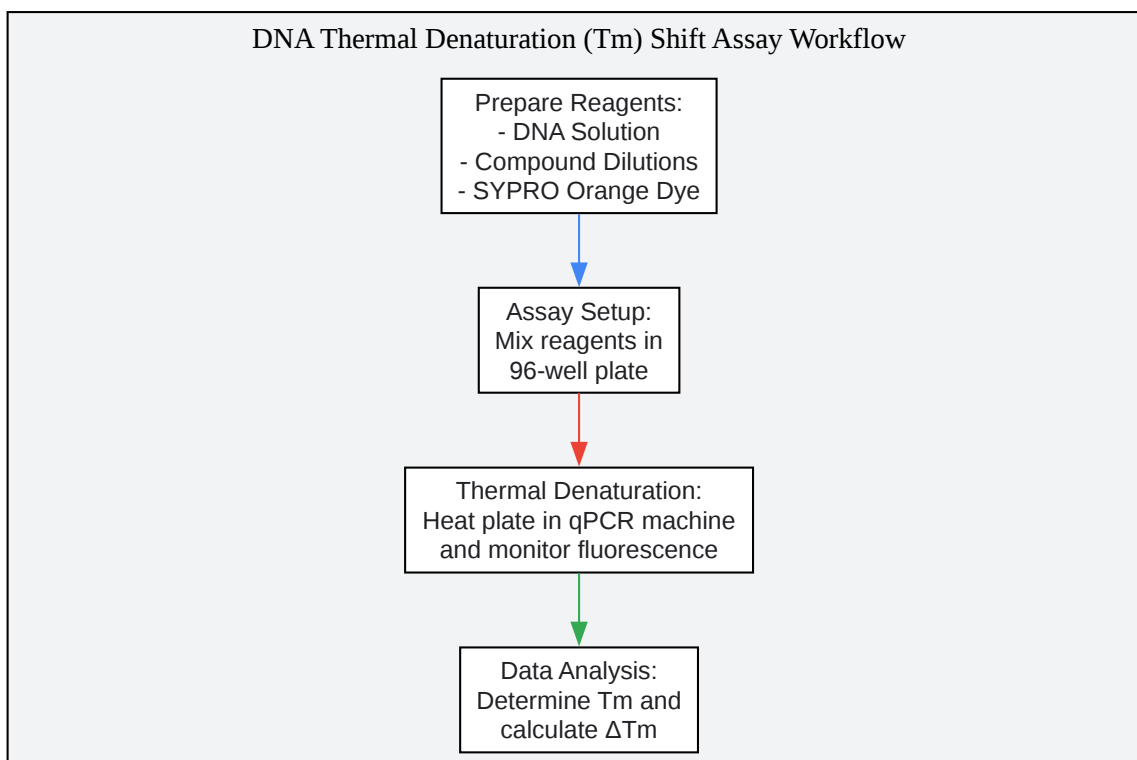 DNA Thermal Denaturation (Tm) Shift Assay Workflow
Prepare Reagents:
- DNA Solution
- Compound Dilutions
- SYPRO Orange Dye
Assay Setup:
Mix reagents in
96-well plate
Thermal Denaturation:
Heat plate in qPCR machine
and monitor fluorescence
Data Analysis:
Determine Tm and
calculate ΔTm